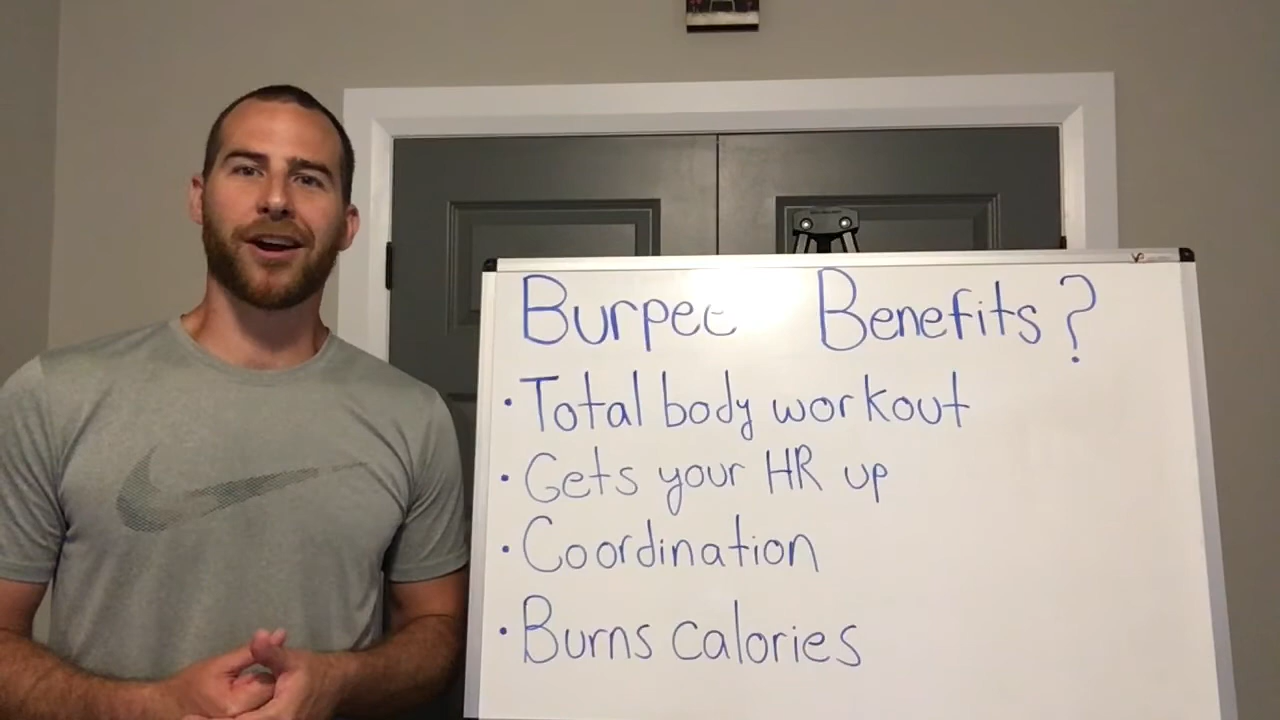 Burpee Benefits?
• Total body workout
• Gets your HR up
• Coordination
• Burns calories